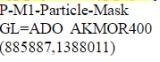 P-M1-Particle-Mask
GL=ADO AKMOR400
(885887,1388011)